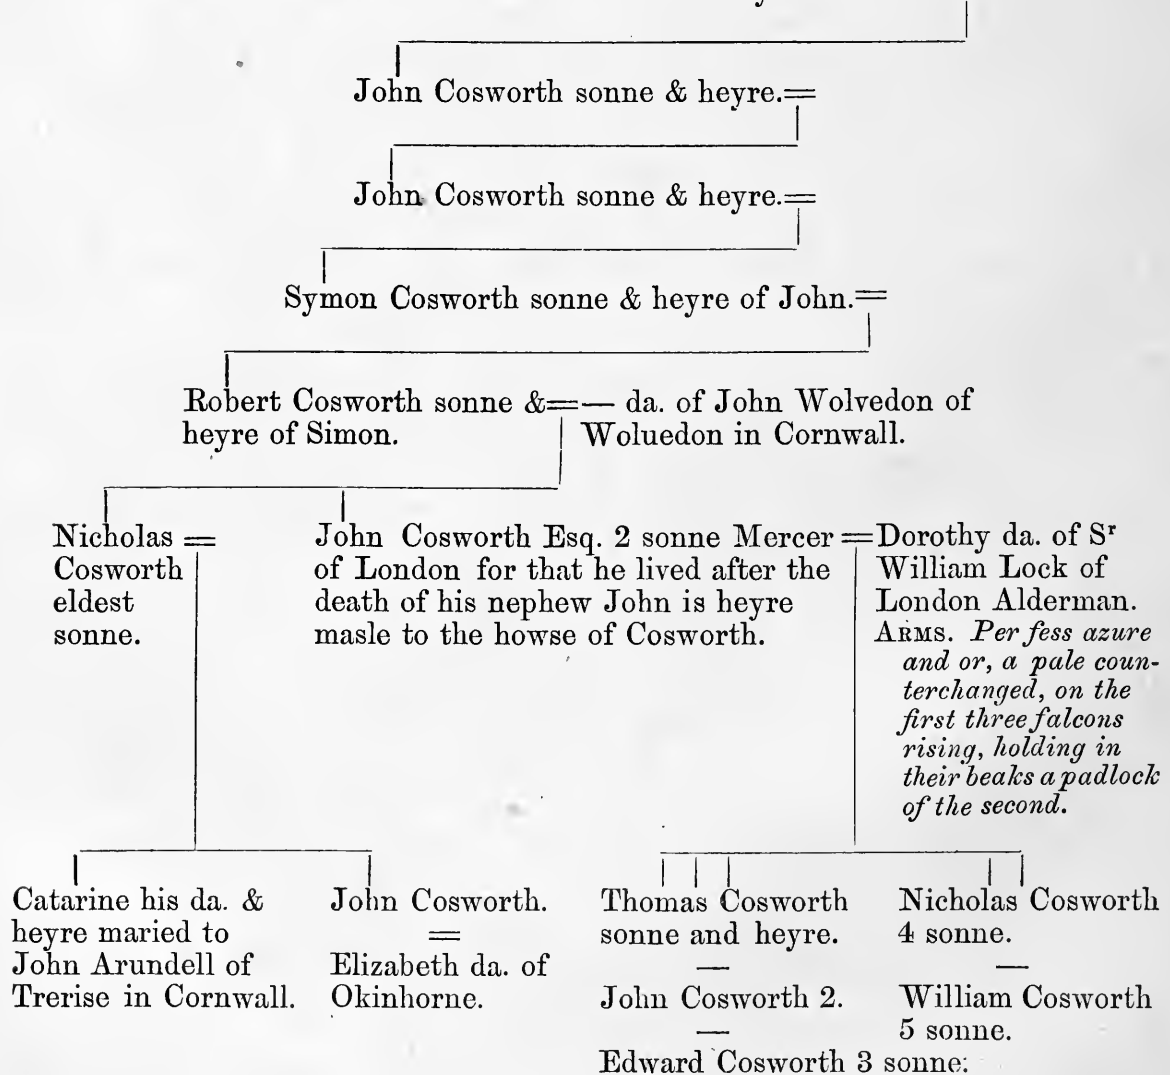 John Cosworth sonne & heyre.=
John Cosworth sonne & heyre.=
Symon Cosworth sonne & heyre of John.=
Robert Cosworth sonne &=— da. of John Wolvedon of
heyre of Simon.
Woluedon in Cornwall.
Nicholas =
Cosworth
eldest
sonne.
John Cosworth Esq. 2 sonne Mercer =
of London for that he lived after the
death of his nephew John is heyre
masle to the howse of Cosworth.
Dorothy da. of Sr
William Lock of
London Alderman.
ARMS. Per fess azure
and or, a pale coun-
terchanged, on the
first three falcons
rising, holding in
their beaks a padlock
of the second.
Catarine his da. &
heyre maried to
John Arundell of
Trerise in Cornwall.
John Cosworth.
=
Elizabeth da. of
Okinhorne.
Thomas Cosworth
sonne and heyre.
—
John Cosworth 2.
—
Edward Cosworth 3 sonne:
Nicholas Cosworth
4 sonne.
—
William Cosworth
5 sonne.